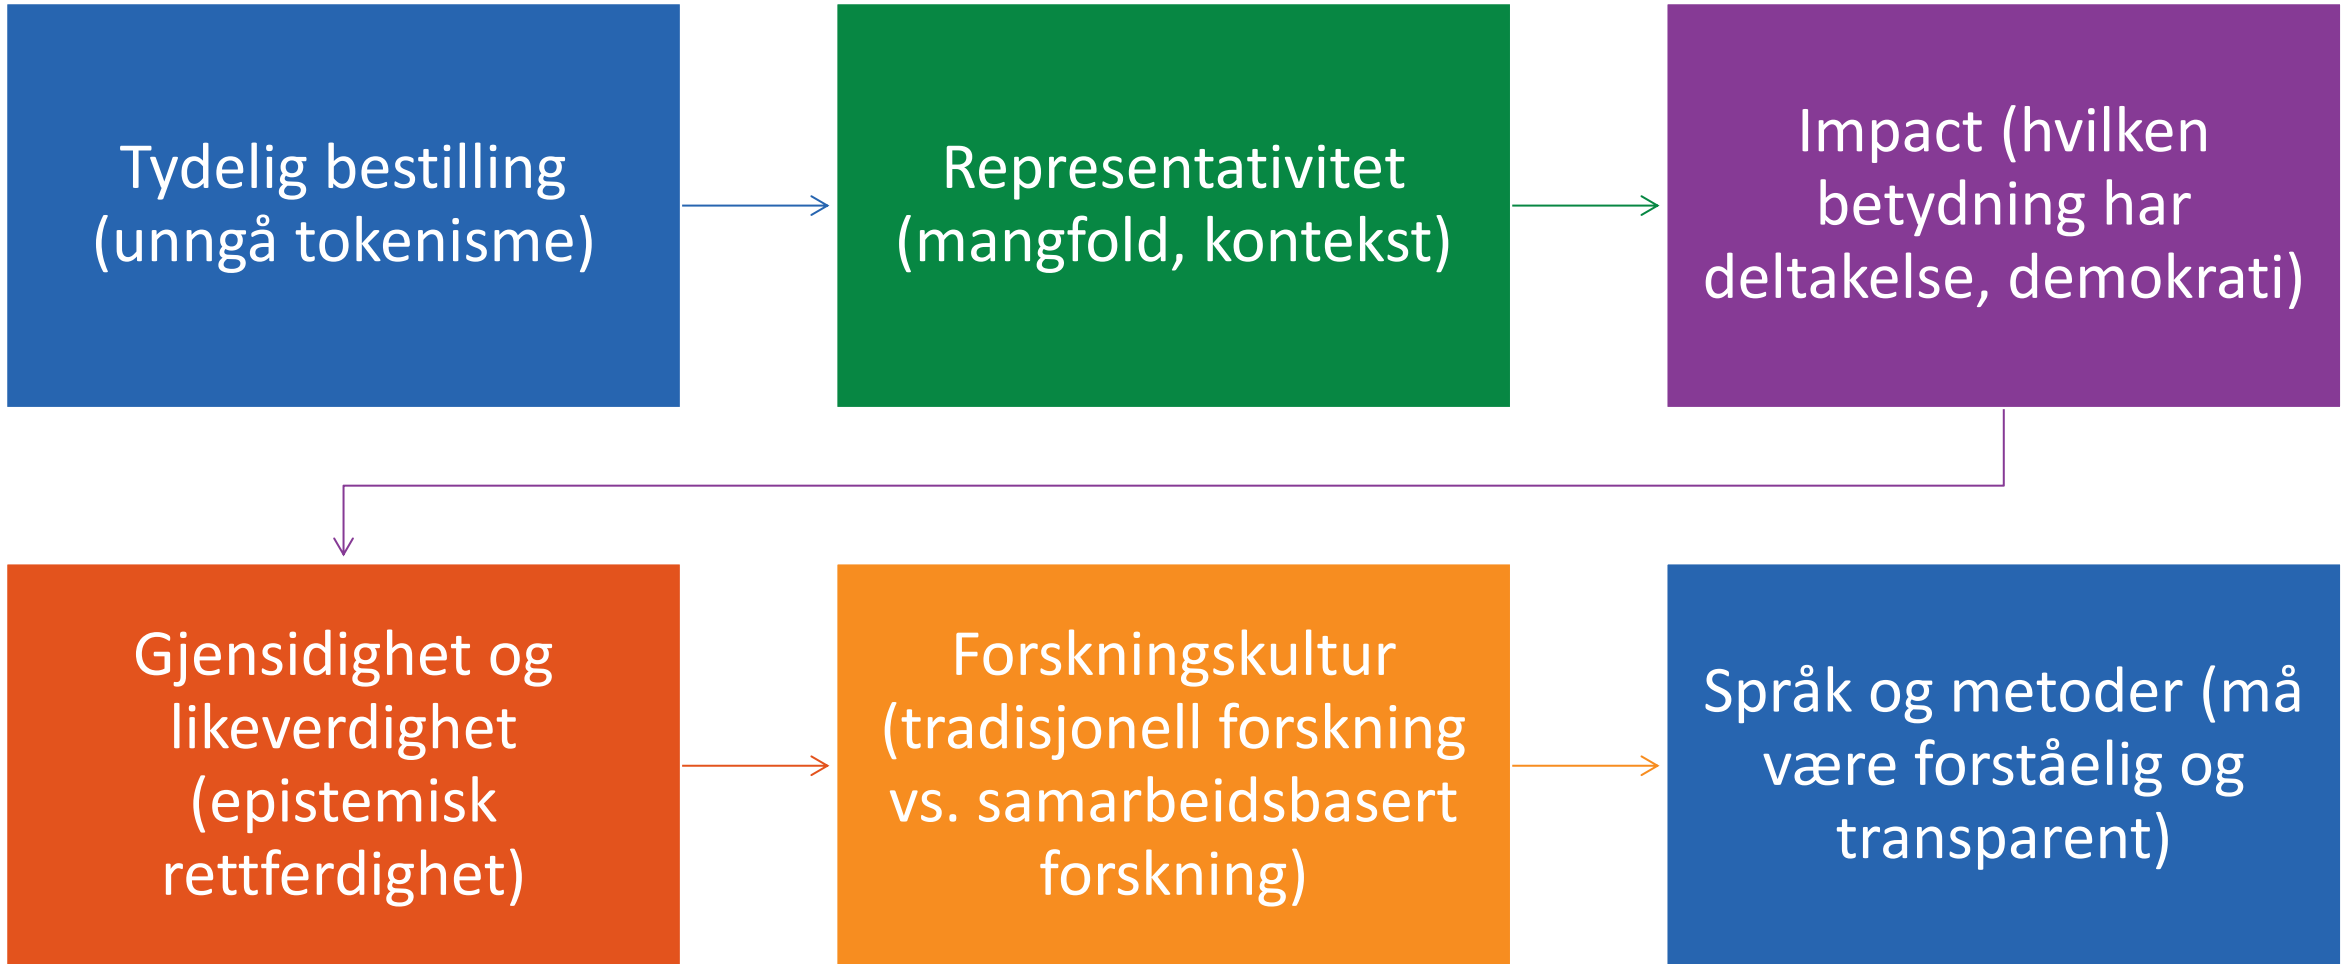 Tydelig bestilling
(unngå tokenisme)
Representativitet
(mangfold, kontekst)
Impact (hvilken
betydning har
deltakelse, demokrati)
Gjensidighet og
likeverdighet
(epistemisk
rettferdighet)
Forskningskultur
(tradisjonell forskning
vs. samarbeidsbasert
forskning)
Språk og metoder (må
være forståelig og
transparent)